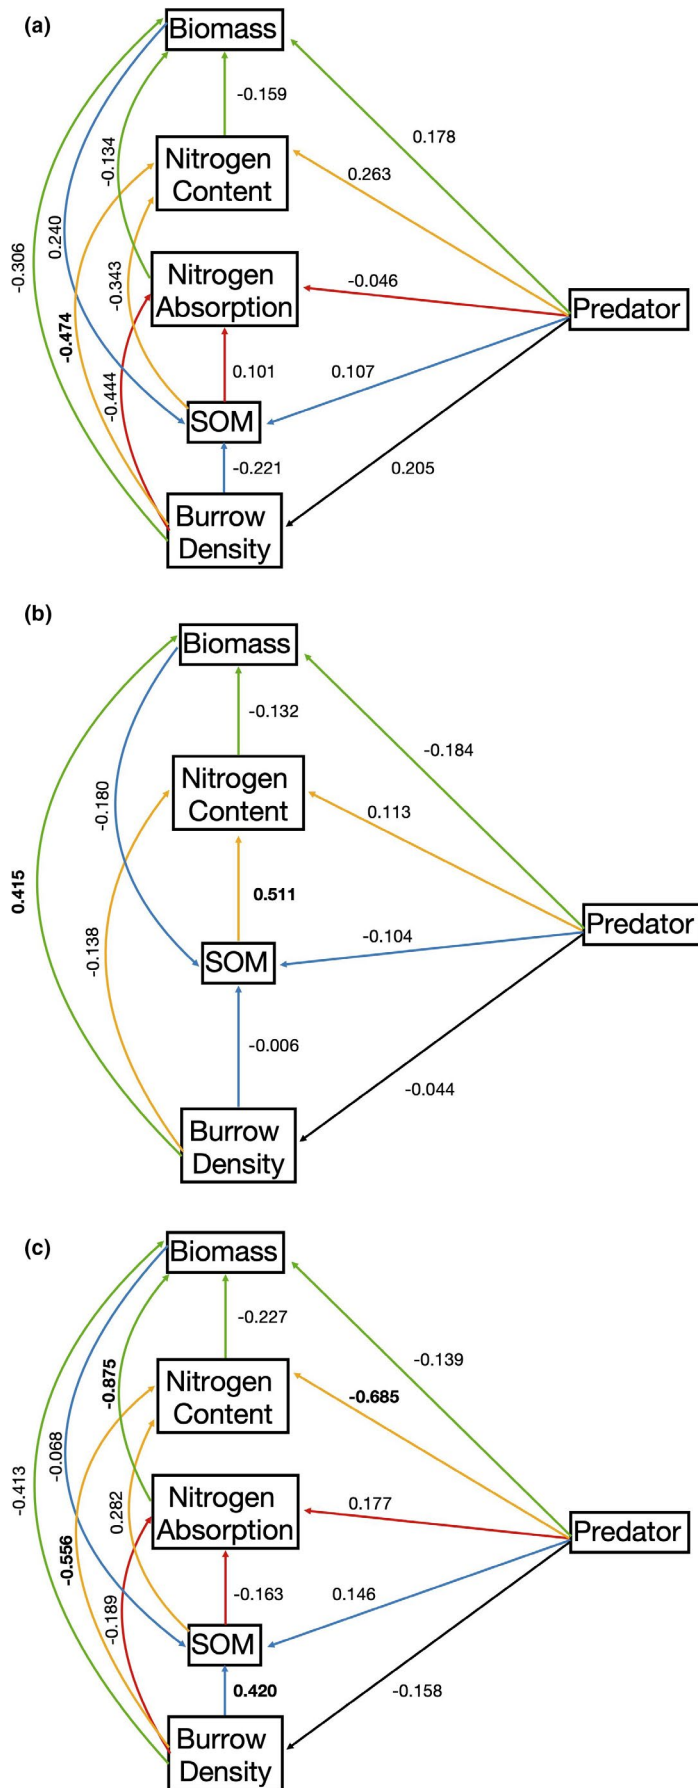 (a)
Biomass
-0.159
0.178
-0.134
Nitrogen
Content
0.263
0.240
-0.306
-0.343
Nitrogen
Absorption
-0.046
Predator
-0.474
-0.444
0.101
0.107
SOM
-0.221
0.205
Burrow
Density
(b)
Biomass
-0.132
-0.184
Nitrogen
Content
-0.180
0.113
0.415
0.511
-0.138
Predator
SOM
-0.104
-0.006
-0.044
Burrow
Density
(c)
Biomass
-0.227
-0.139
-0.875
Nitrogen
Content
-0.685
-0.068
-0.413
0.282
Nitrogen
Absorption
0.177
Predator
-0.556
-0.189
-0.163
0.146
SOM
0.420
-0.158
Burrow
Density